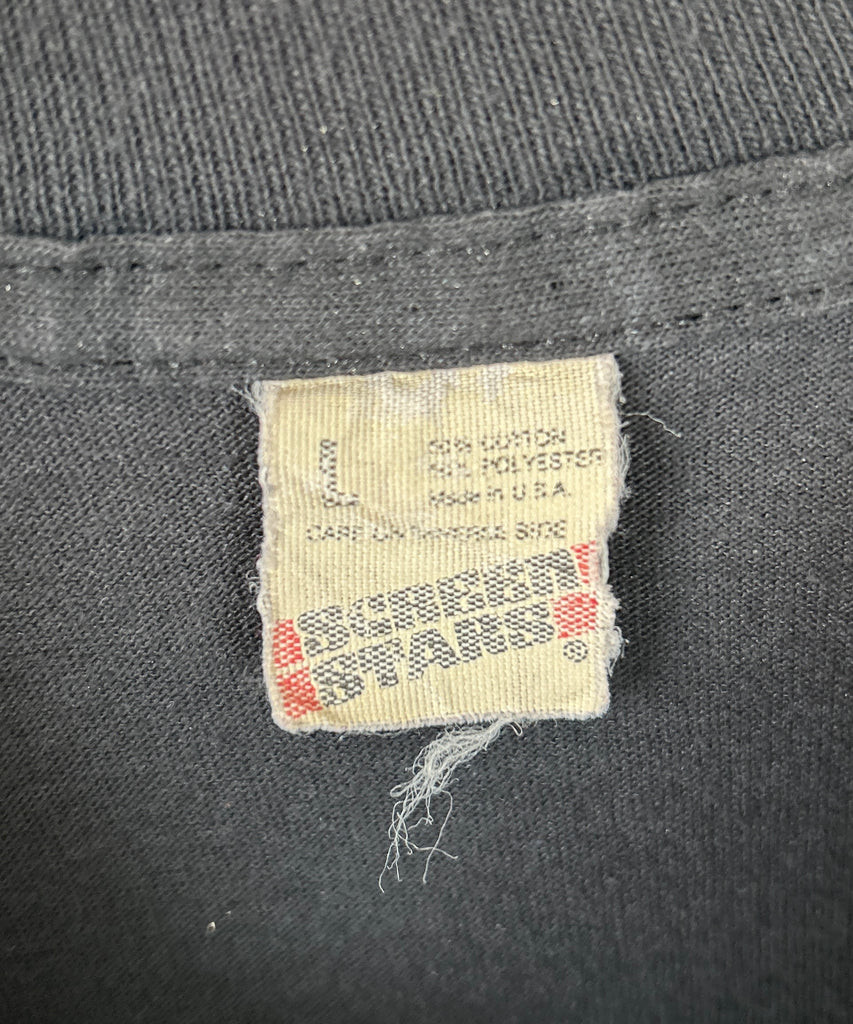 L
COTTON
POLYESTER
Made in U.S.A.
CARE ON REVERSE SIDE
SCREEN
STARS
®